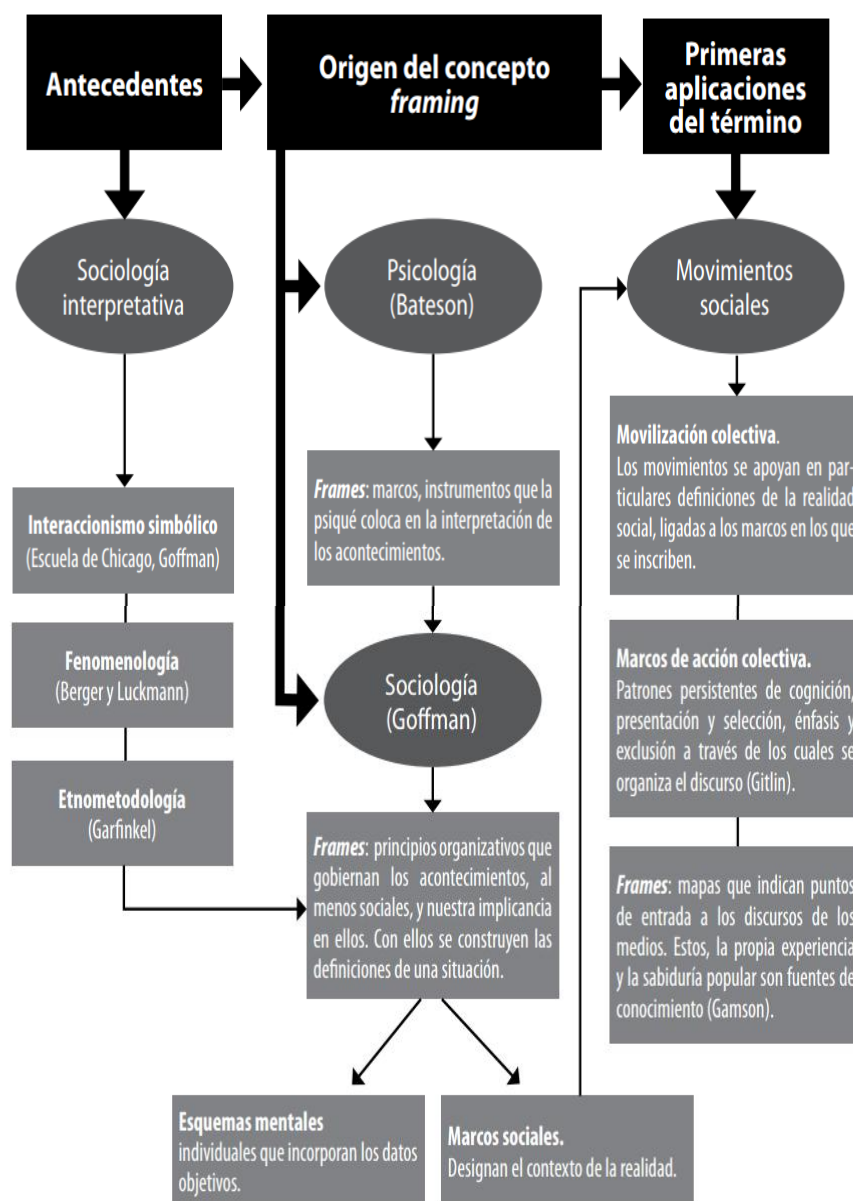 Antecedentes
Origen del concepto
framing
Primeras
aplicaciones
del término
Sociología
interpretativa
Interaccionismo simbólico
(Escuela de Chicago, Goffman)
Fenomenología
(Berger y Luckmann)
Etnometodología
(Garfinkel)
Psicología
(Bateson)
Frames: marcos, instrumentos que la
psiqué coloca en la interpretación de
los acontecimientos.
Sociología
(Goffman)
Frames: principios organizativos que
gobiernan los acontecimientos, al
menos sociales, y nuestra implicancia
en ellos. Con ellos se construyen las
definiciones de una situación.
Esquemas mentales
individuales que incorporan los datos
objetivos.
Marcos sociales.
Designan el contexto de la realidad.
Movimientos
sociales
Movilización colectiva.
Los movimientos se apoyan en par-
ticulares definiciones de la realidad
social, ligadas a los marcos en los que
se inscriben.
Marcos de acción colectiva.
Patrones persistentes de cognición,
presentación y selección, énfasis y
exclusión a través de los cuales se
organiza el discurso (Gitlin).
Frames: mapas que indican puntos
de entrada a los discursos de los
medios. Estos, la propia experiencia
y la sabiduría popular son fuentes de
conocimiento (Gamson).